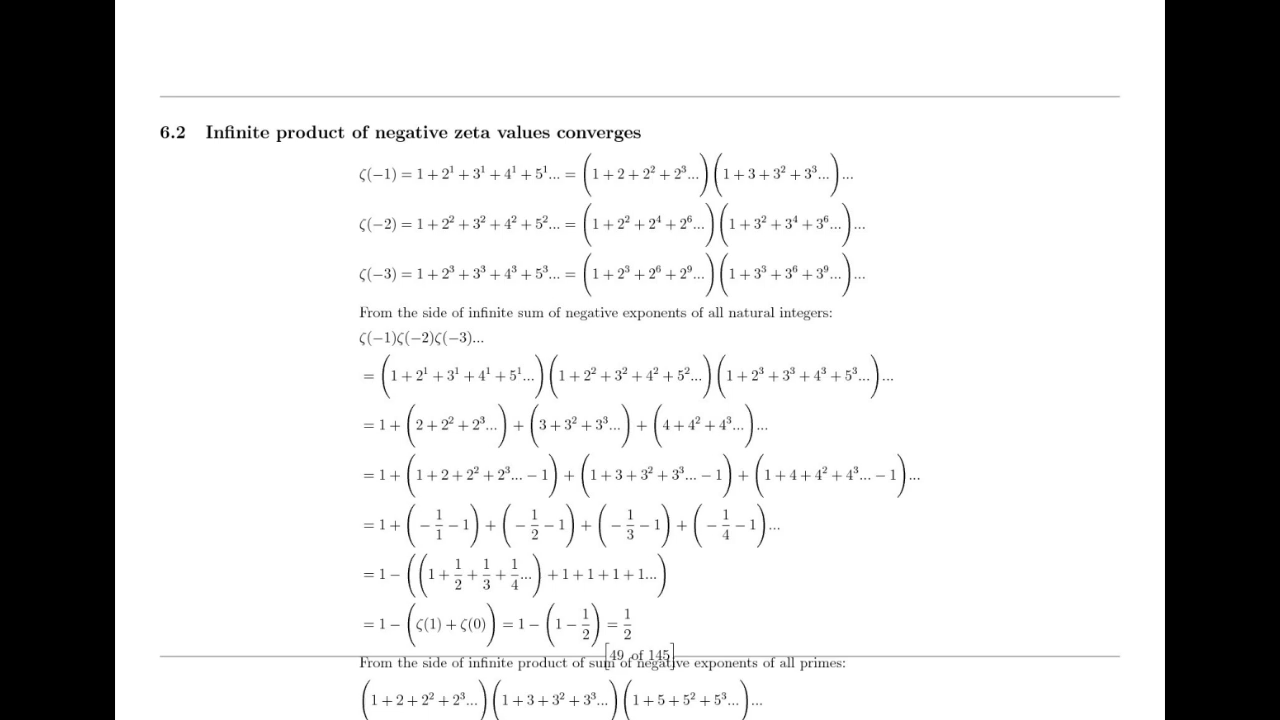 6.2 Infinite product of negative zeta values converges
ζ(−1) = 1 + 2¹ + 3¹ + 4¹ + 5¹... = (1 + 2 + 2² + 2³...)(1 + 3 + 3² + 3³...)...
ζ(−2) = 1 + 2² + 3² + 4² + 5²... = (1 + 2² + 2⁴ + 2⁶...)(1 + 3² + 3⁴ + 3⁶...)...
ζ(−3) = 1 + 2³ + 3³ + 4³ + 5³... = (1 + 2³ + 2⁶ + 2⁹...)(1 + 3³ + 3⁶ + 3⁹...)...
From the side of infinite sum of negative exponents of all natural integers:
ζ(−1)ζ(−2)ζ(−3)...
= (1 + 2¹ + 3¹ + 4¹ + 5¹...)(1 + 2² + 3² + 4² + 5²...)(1 + 2³ + 3³ + 4³ + 5³...)...
= 1 + (2 + 2² + 2³...) + (3 + 3² + 3³...) + (4 + 4² + 4³...)...
= 1 + (1 + 2 + 2² + 2³... − 1) + (1 + 3 + 3² + 3³... − 1) + (1 + 4 + 4² + 4³... − 1)...
= 1 + (− 1/1 − 1) + (− 1/2 − 1) + (− 1/3 − 1) + (− 1/4 − 1)...
= 1 − ((1 + 1/2 + 1/3 + 1/4...) + 1 + 1 + 1 + 1...)
= 1 − (ζ(1) + ζ(0)) = 1 − (1 − 1/2) = 1/2
[49 of 145]
From the side of infinite product of sum of negative exponents of all primes:
(1 + 2 + 2² + 2³...)(1 + 3 + 3² + 3³...)(1 + 5 + 5² + 5³...)...